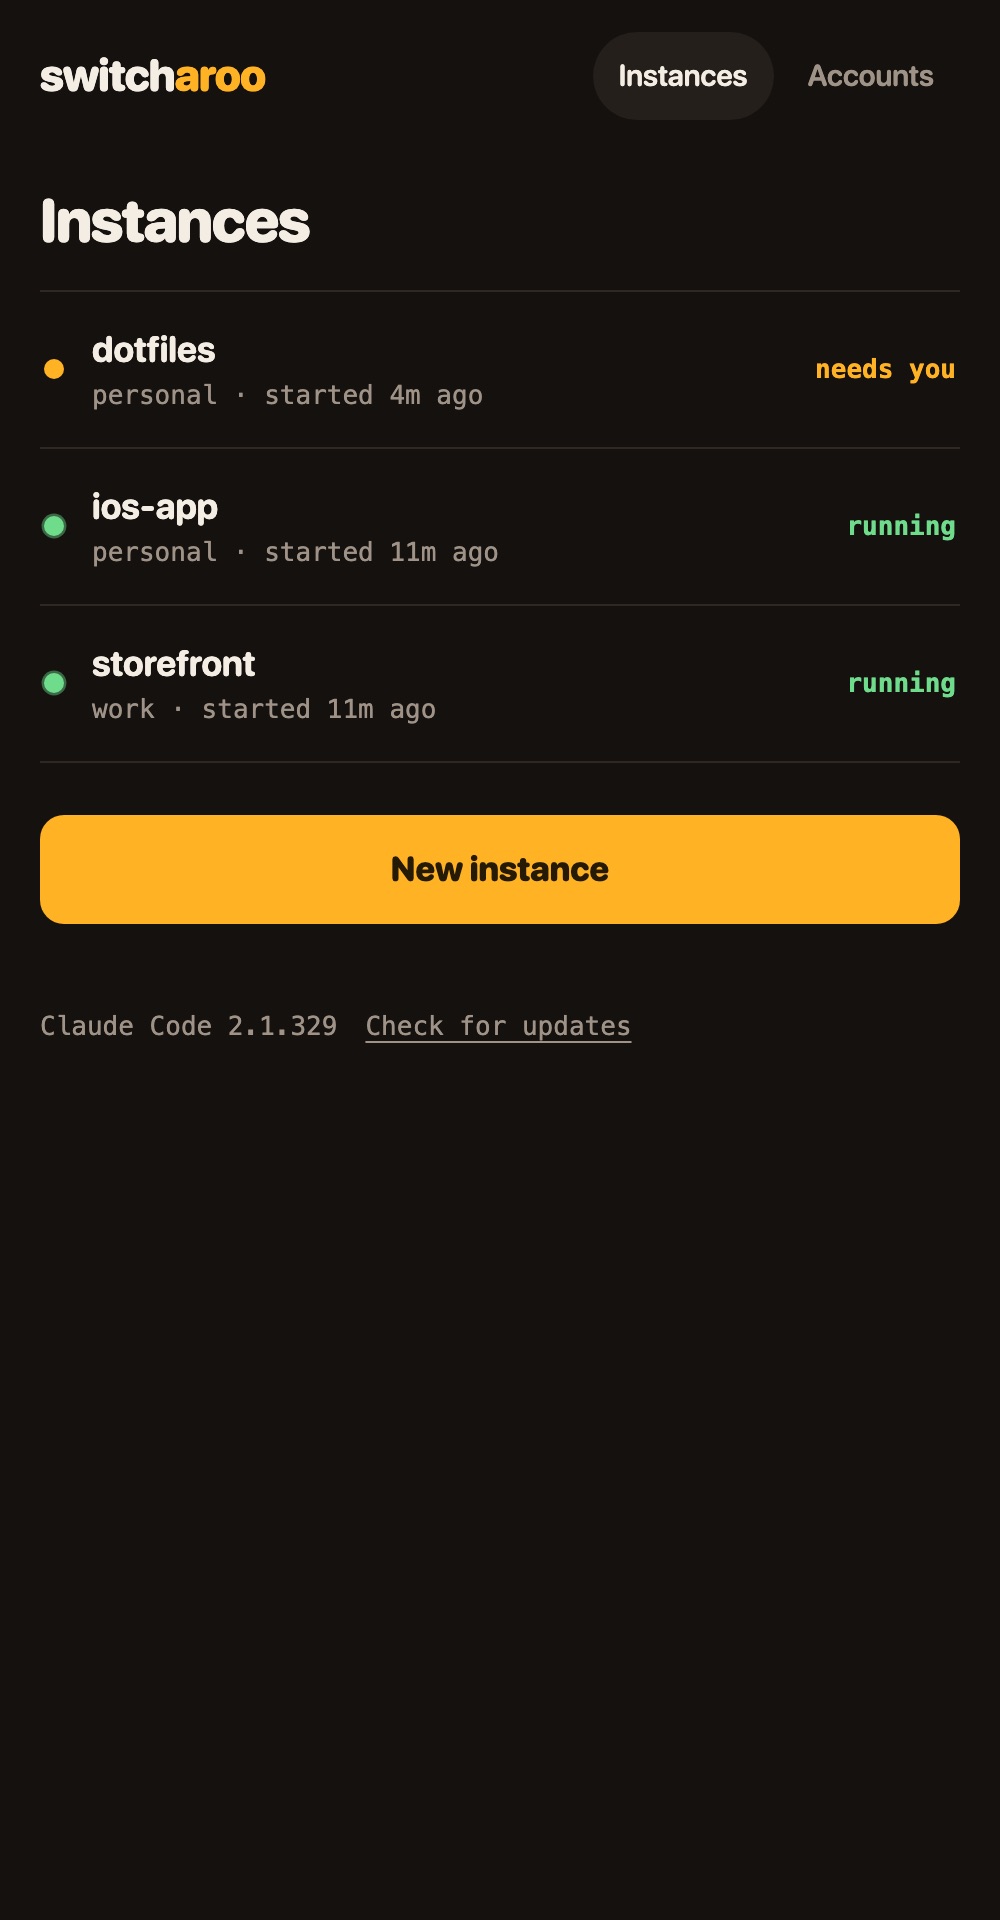 switcharoo
Instances
Accounts
Instances
dotfiles
personal · started 4m ago
needs you
ios-app
personal · started 11m ago
running
storefront
work · started 11m ago
running
New instance
Claude Code 2.1.329 Check for updates